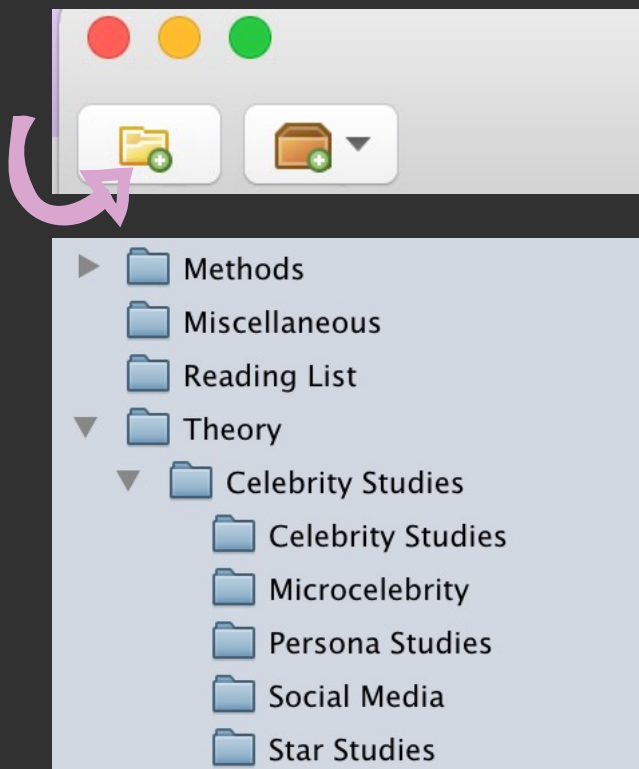 Methods
Miscellaneous
Reading List
Theory
Celebrity Studies
Celebrity Studies
Microcelebrity
Persona Studies
Social Media
Star Studies